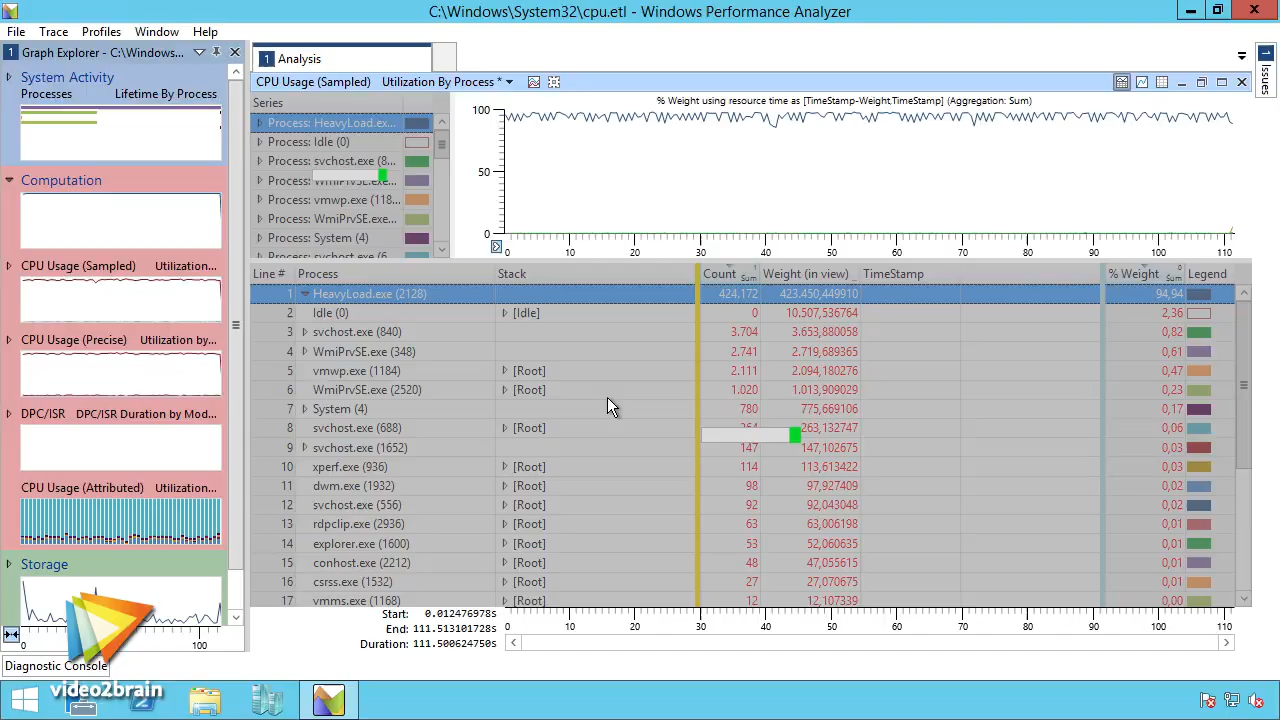 C:\Windows\System32\cpu.etl - Windows Performance Analyzer
File Trace Profiles Window Help
1 Graph Explorer - C:\Windows...
1 Analysis
1 Issues
System Activity
Processes Lifetime By Process
CPU Usage (Sampled) Utilization By Process *
Series
Process: HeavyLoad.ex...
Process: Idle (0)
Process: svchost.exe (8...
Process: WmiPrvSE.exe...
Process: vmwp.exe (118...
Process: WmiPrvSE.exe...
Process: System (4)
Process: svchost.exe (6...
% Weight using resource time as [TimeStamp-Weight,TimeStamp] (Aggregation: Sum)
100
50
0
0 10 20 30 40 50 60 70 80 90 100 110
Computation
CPU Usage (Sampled) Utilization...
CPU Usage (Precise) Utilization by...
DPC/ISR DPC/ISR Duration by Mod...
CPU Usage (Attributed) Utilization...
Storage
0 100
Line # Process Stack Count 1 Sum Weight (in view) TimeStamp % Weight 0 Sum Legend
1 HeavyLoad.exe (2128) 424.172 423.450,449910 94,94
2 Idle (0) [Idle] 0 10.507,536764 2,36
3 svchost.exe (840) 3.704 3.653,880058 0,82
4 WmiPrvSE.exe (348) 2.741 2.719,689365 0,61
5 vmwp.exe (1184) [Root] 2.111 2.094,180276 0,47
6 WmiPrvSE.exe (2520) [Root] 1.020 1.013,909029 0,23
7 System (4) 780 775,669106 0,17
8 svchost.exe (688) [Root] 263,132747 0,06
9 svchost.exe (1652) 147 147,102675 0,03
10 xperf.exe (936) [Root] 114 113,613422 0,03
11 dwm.exe (1932) [Root] 98 97,927409 0,02
12 svchost.exe (556) [Root] 92 92,043048 0,02
13 rdpclip.exe (2936) [Root] 63 63,006198 0,01
14 explorer.exe (1600) [Root] 53 52,060635 0,01
15 conhost.exe (2212) [Root] 48 47,055615 0,01
16 csrss.exe (1532) [Root] 27 27,070675 0,01
17 vmms.exe (1168) [Root] 12 12,107339 0,00
Start: 0.012476978s
End: 111.513101728s
Duration: 111.500624750s
0 10 20 30 40 50 60 70 80 90 100 110
Diagnostic Console
video2brain